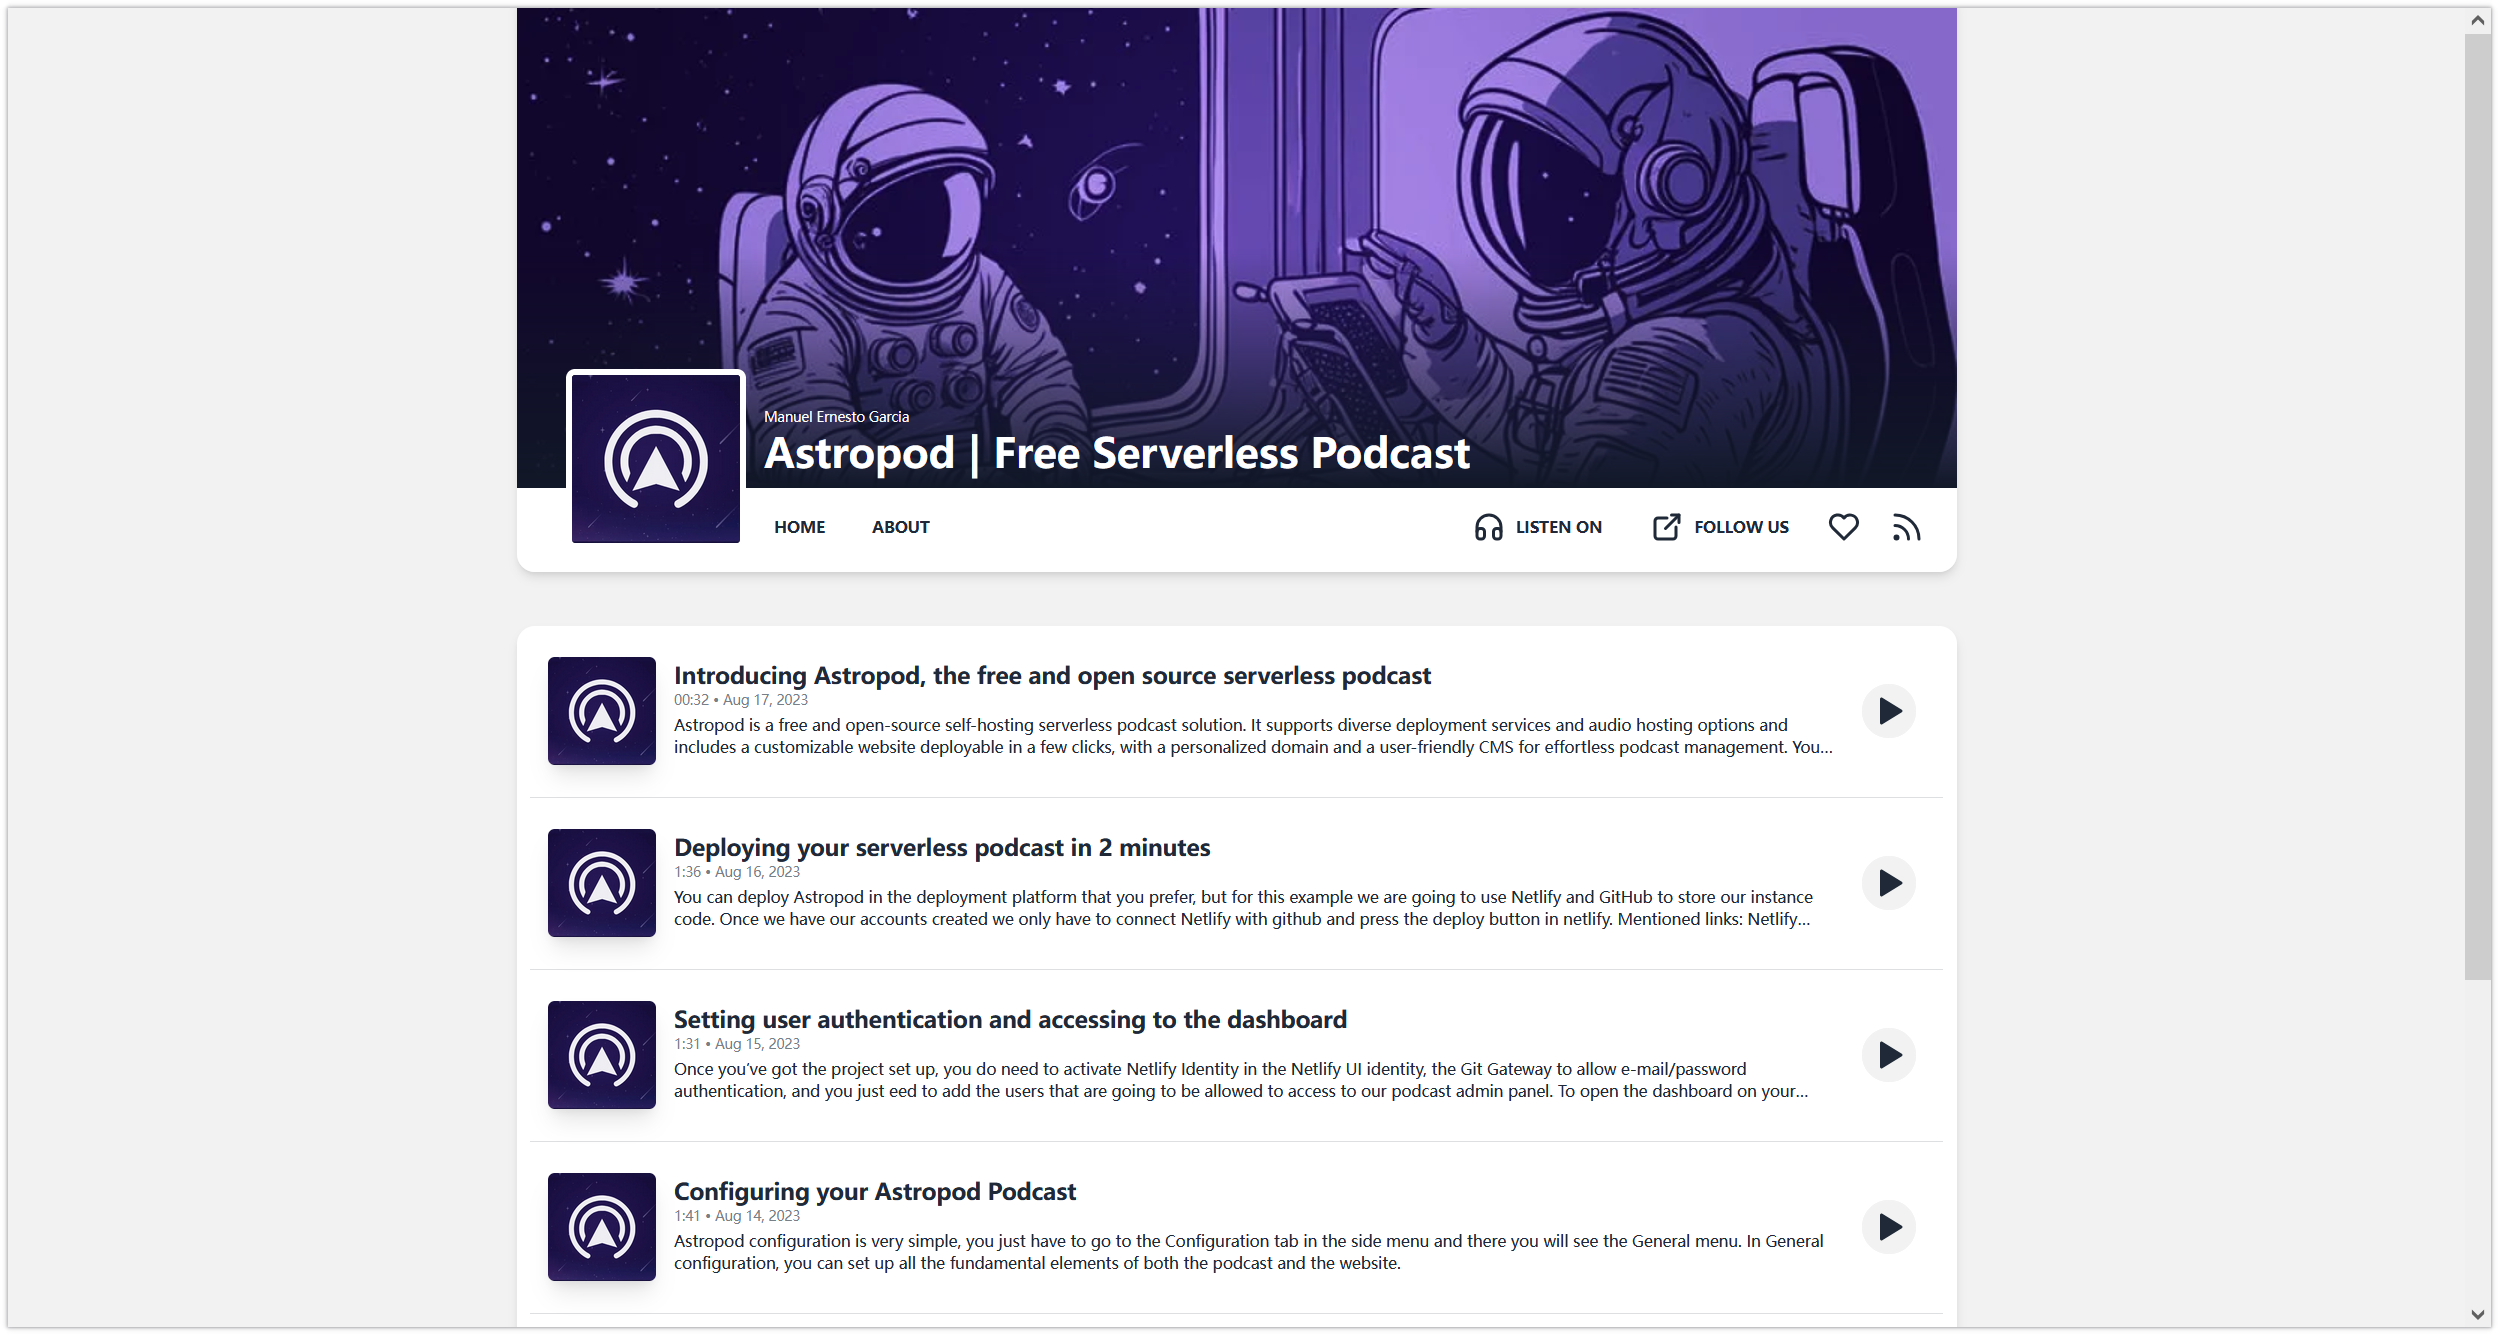 Manuel Ernesto Garcia
Astropod | Free Serverless Podcast
HOME
ABOUT
LISTEN ON
FOLLOW US
Introducing Astropod, the free and open source serverless podcast
00:32 • Aug 17, 2023
Astropod is a free and open-source self-hosting serverless podcast solution. It supports diverse deployment services and audio hosting options and
includes a customizable website deployable in a few clicks, with a personalized domain and a user-friendly CMS for effortless podcast management. You...
Deploying your serverless podcast in 2 minutes
1:36 • Aug 16, 2023
You can deploy Astropod in the deployment platform that you prefer, but for this example we are going to use Netlify and GitHub to store our instance
code. Once we have our accounts created we only have to connect Netlify with github and press the deploy button in netlify. Mentioned links: Netlify...
Setting user authentication and accessing to the dashboard
1:31 • Aug 15, 2023
Once you’ve got the project set up, you do need to activate Netlify Identity in the Netlify UI identity, the Git Gateway to allow e-mail/password
authentication, and you just eed to add the users that are going to be allowed to access to our podcast admin panel. To open the dashboard on your...
Configuring your Astropod Podcast
1:41 • Aug 14, 2023
Astropod configuration is very simple, you just have to go to the Configuration tab in the side menu and there you will see the General menu. In General
configuration, you can set up all the fundamental elements of both the podcast and the website.